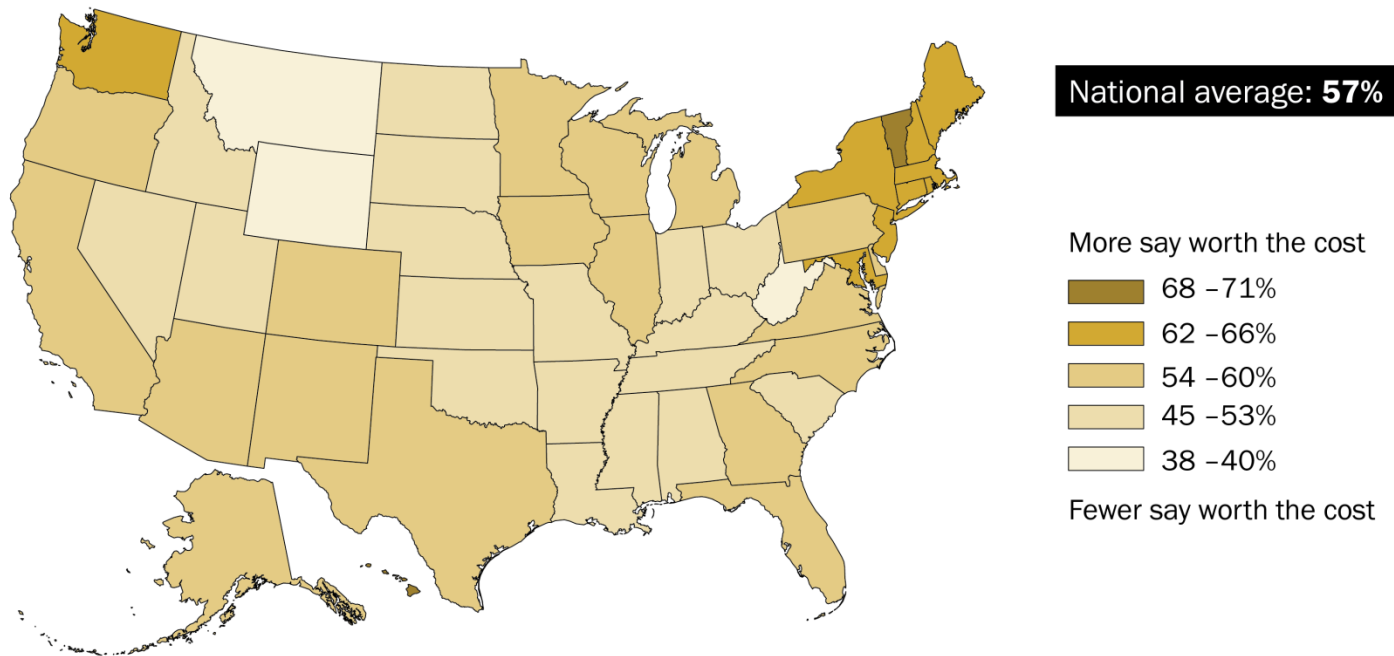 National average: 57%
More say worth the cost
68 –71%
62 –66%
54 –60%
45 –53%
38 –40%
Fewer say worth the cost